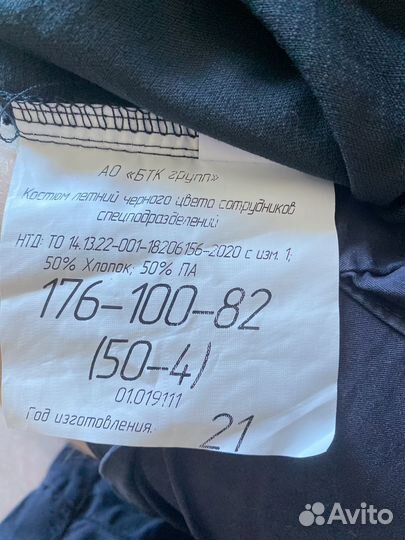 АО «БТК групп»
Костюм летний черного цвета сотрудников
спецподразделений
НТД: ТО 14.13.22-001-18206156-2020 с изм. 1;
50% Хлопок; 50% ПА
176-100-82
(50-4)
01.019.111
Год изготовления: 21
Avito